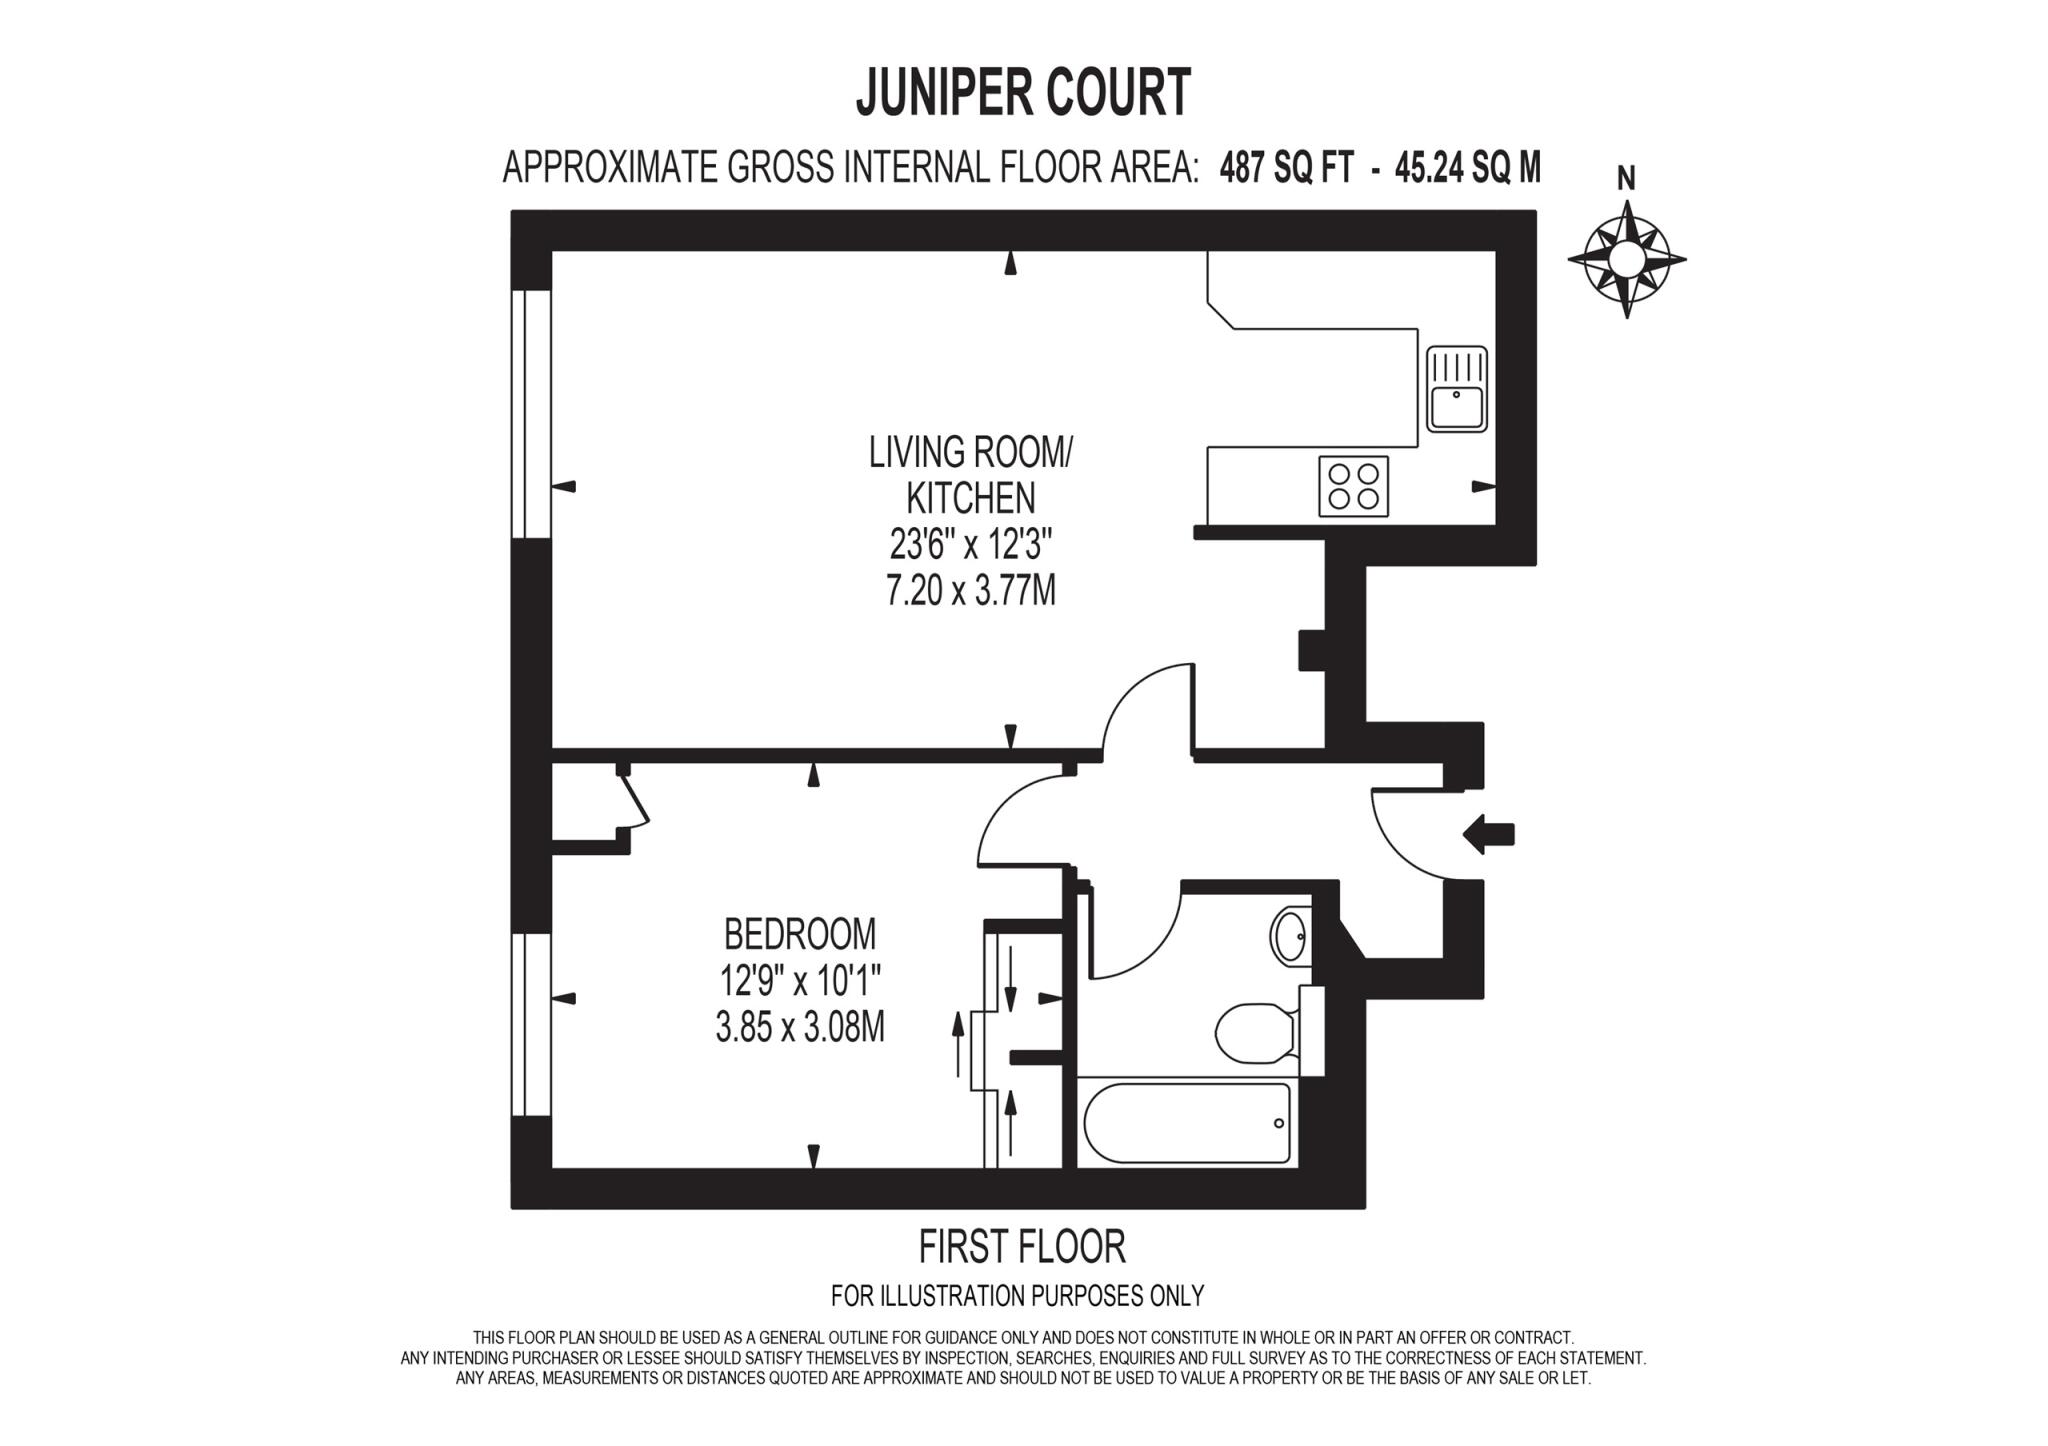 JUNIPER COURT
APPROXIMATE GROSS INTERNAL FLOOR AREA: 487 SQ FT - 45.24 SQ M
N
LIVING ROOM/
KITCHEN
23'6" x 12'3"
7.20 x 3.77M
BEDROOM
12'9" x 10'1"
3.85 x 3.08M
FIRST FLOOR
FOR ILLUSTRATION PURPOSES ONLY
THIS FLOOR PLAN SHOULD BE USED AS A GENERAL OUTLINE FOR GUIDANCE ONLY AND DOES NOT CONSTITUTE IN WHOLE OR IN PART AN OFFER OR CONTRACT.
ANY INTENDING PURCHASER OR LESSEE SHOULD SATISFY THEMSELVES BY INSPECTION, SEARCHES, ENQUIRIES AND FULL SURVEY AS TO THE CORRECTNESS OF EACH STATEMENT.
ANY AREAS, MEASUREMENTS OR DISTANCES QUOTED ARE APPROXIMATE AND SHOULD NOT BE USED TO VALUE A PROPERTY OR BE THE BASIS OF ANY SALE OR LET.